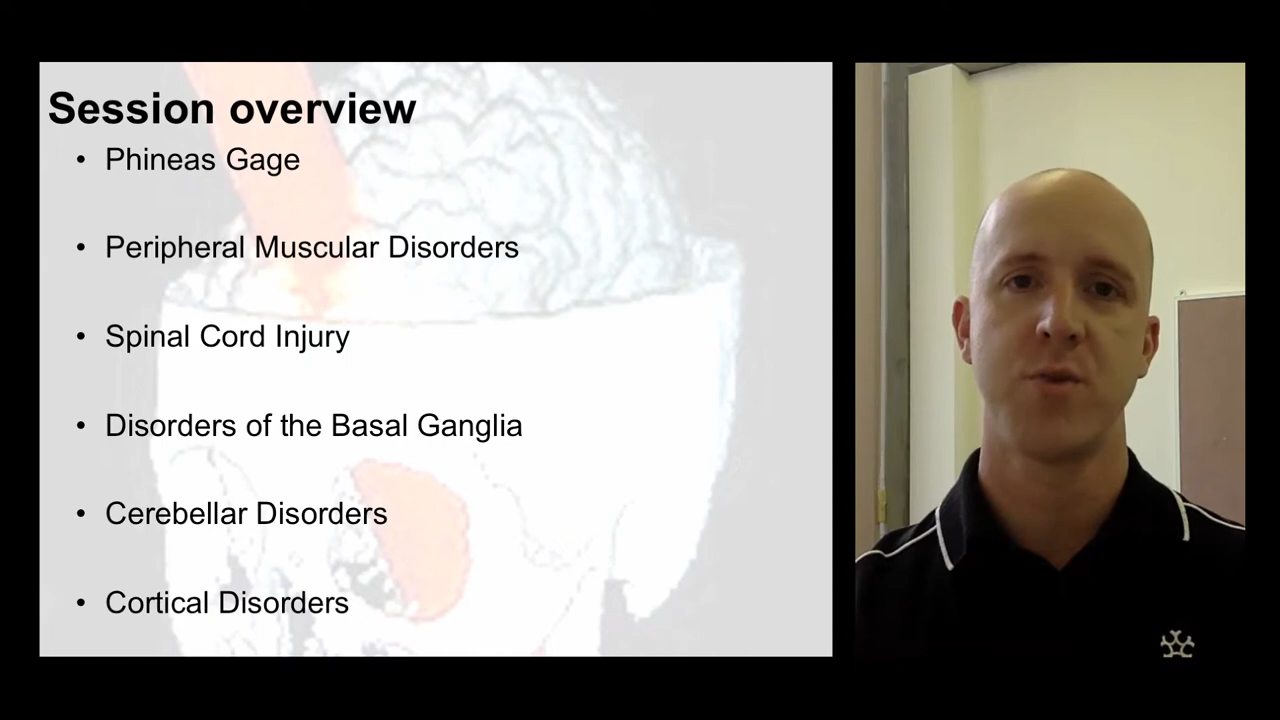 Session overview
• Phineas Gage
• Peripheral Muscular Disorders
• Spinal Cord Injury
• Disorders of the Basal Ganglia
• Cerebellar Disorders
• Cortical Disorders